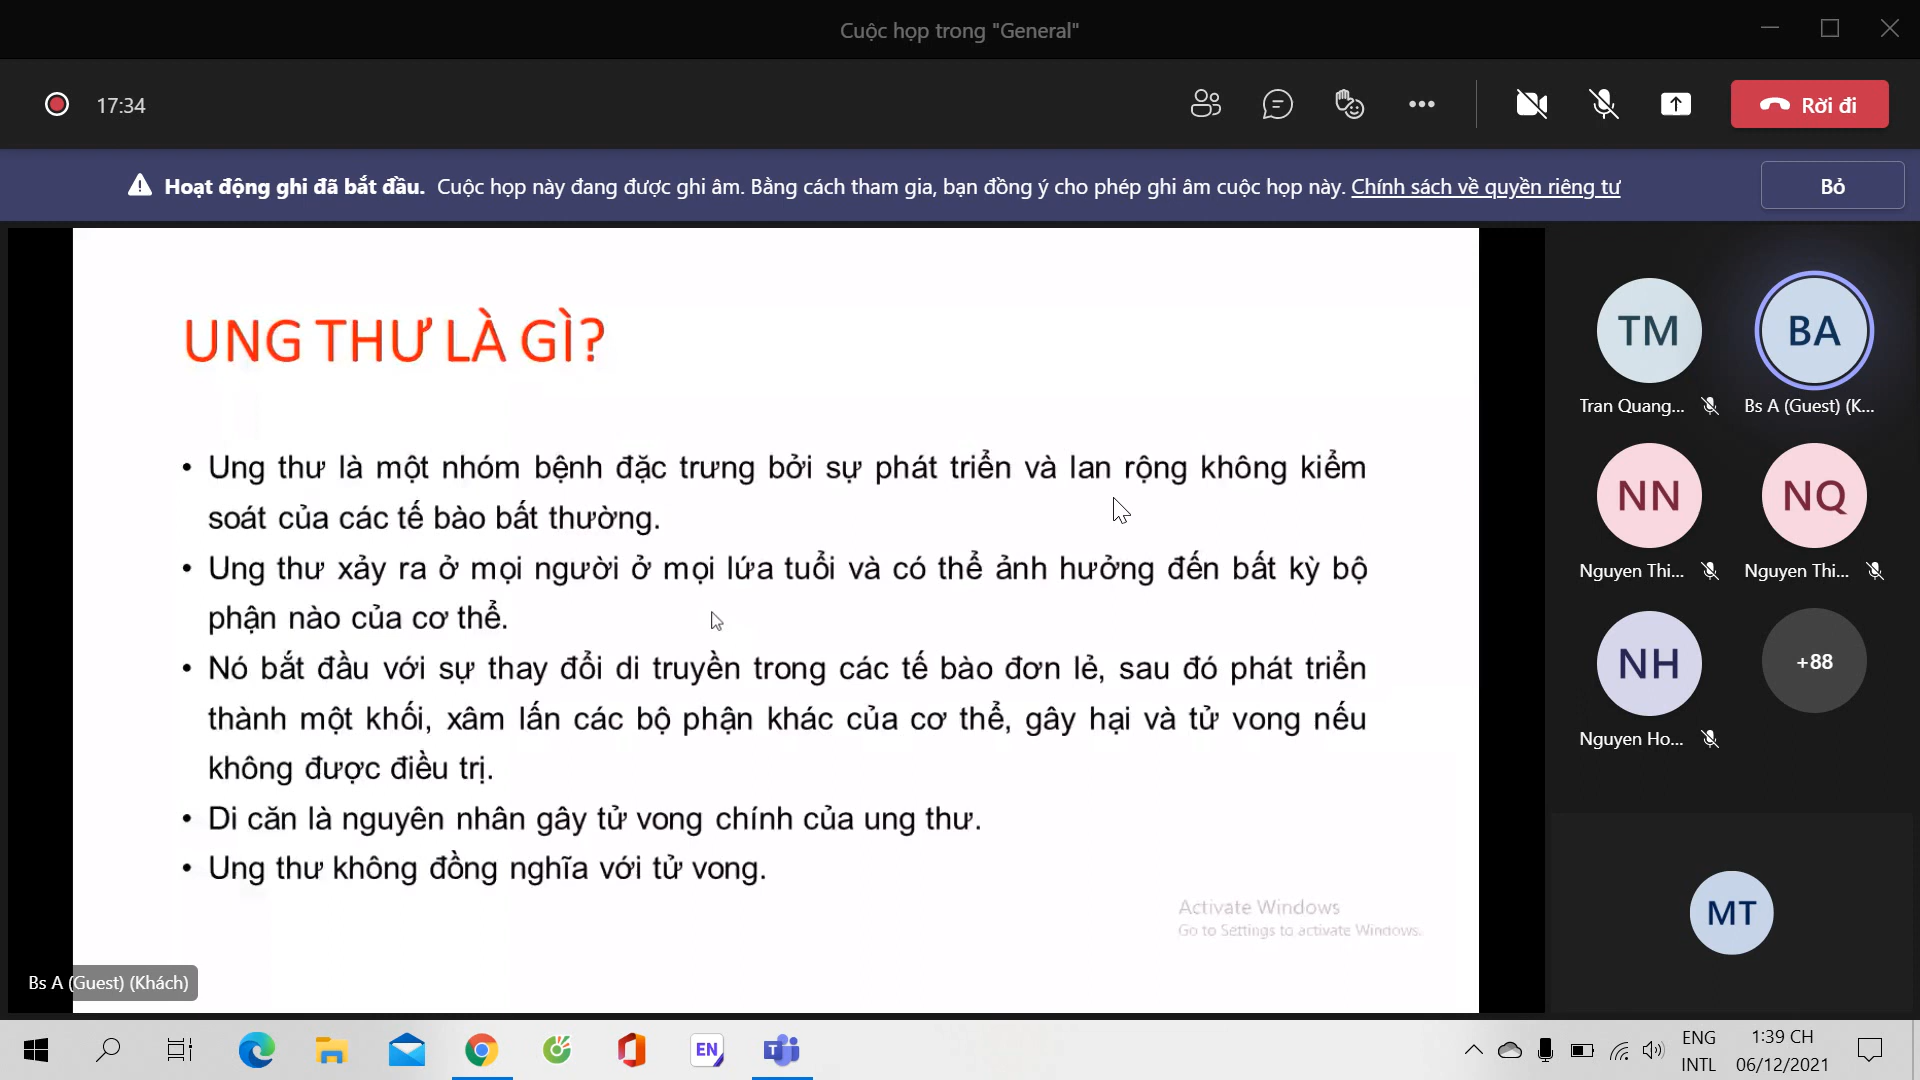 Cuộc họp trong "General"
17:34
Rời đi
Hoạt động ghi đã bắt đầu. Cuộc họp này đang được ghi âm. Bằng cách tham gia, bạn đồng ý cho phép ghi âm cuộc họp này. Chính sách về quyền riêng tư
Bỏ
UNG THƯ LÀ GÌ?
• Ung thư là một nhóm bệnh đặc trưng bởi sự phát triển và lan rộng không kiểm
soát của các tế bào bất thường.
• Ung thư xảy ra ở mọi người ở mọi lứa tuổi và có thể ảnh hưởng đến bất kỳ bộ
phận nào của cơ thể.
• Nó bắt đầu với sự thay đổi di truyền trong các tế bào đơn lẻ, sau đó phát triển
thành một khối, xâm lấn các bộ phận khác của cơ thể, gây hại và tử vong nếu
không được điều trị.
• Di căn là nguyên nhân gây tử vong chính của ung thư.
• Ung thư không đồng nghĩa với tử vong.
Activate Windows
Go to Settings to activate Windows.
Bs A (Guest) (Khách)
TM
BA
Tran Quang...
Bs A (Guest) (K...
NN
NQ
Nguyen Thi...
Nguyen Thi...
NH
+88
Nguyen Ho...
MT
EN
ENG
INTL
1:39 CH
06/12/2021